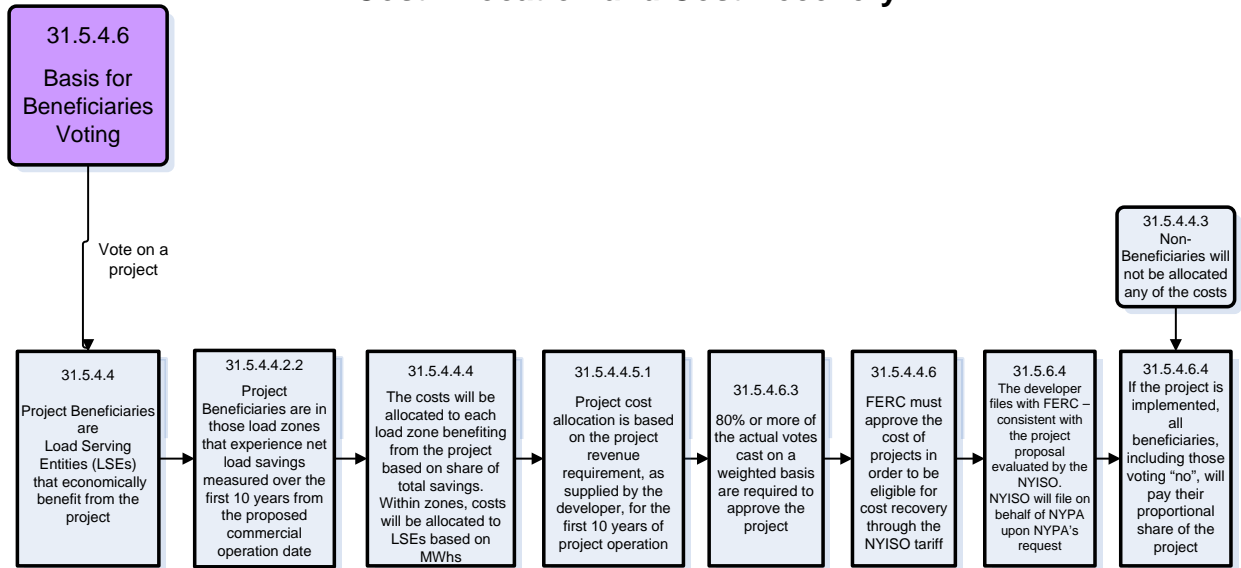 31.5.4.6
Basis for
Beneficiaries
Voting
Vote on a
project
31.5.4.4.3
Non-
Beneficiaries will
not be allocated
any of the costs
31.5.4.4
Project Beneficiaries
are
Load Serving
Entities (LSEs)
that economically
benefit from the
project
31.5.4.4.2.2
Project
Beneficiaries are in
those load zones
that experience net
load savings
measured over the
first 10 years from
the proposed
commercial
operation date
31.5.4.4.4
The costs will be
allocated to each
load zone benefiting
from the project
based on share of
total savings.
Within zones, costs
will be allocated to
LSEs based on
MWhs
31.5.4.4.5.1
Project cost
allocation is based
on the project
revenue
requirement, as
supplied by the
developer, for the
first 10 years of
project operation
31.5.4.6.3
80% or more of
the actual votes
cast on a
weighted basis
are required to
approve the
project
31.5.4.4.6
FERC must
approve the
cost of
projects in
order to be
eligible for
cost recovery
through the
NYISO tariff
31.5.6.4
The developer
files with FERC –
consistent with
the project
proposal
evaluated by the
NYISO.
NYISO will file on
behalf of NYPA
upon NYPA's
request
31.5.4.6.4
If the project is
implemented,
all
beneficiaries,
including those
voting “no”, will
pay their
proportional
share of the
project